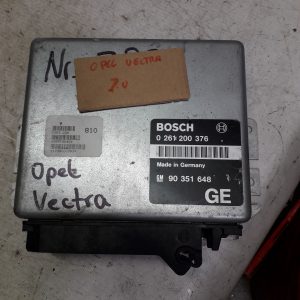 Nr.
OPEL VECTRA
2.0
810
BOSCH
0 261 200 376
Made in Germany
GM 90 351 648
GE
Opel
Vectra